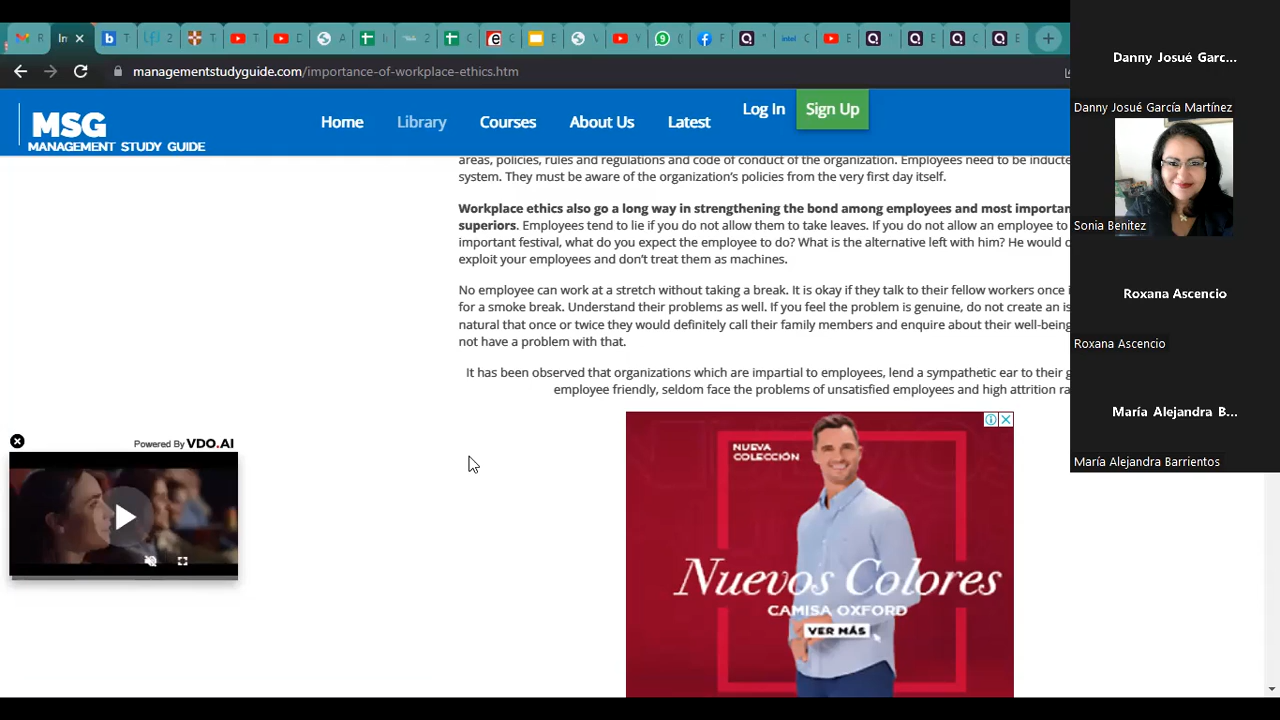 managementstudyguide.com/importance-of-workplace-ethics.htm
MSG
MANAGEMENT STUDY GUIDE
Home
Library
Courses
About Us
Latest
Log In
Sign Up
areas, policies, rules and regulations and code of conduct of the organization. Employees need to be inducte
system. They must be aware of the organization's policies from the very first day itself.
Workplace ethics also go a long way in strengthening the bond among employees and most importan
superiors. Employees tend to lie if you do not allow them to take leaves. If you do not allow an employee to
important festival, what do you expect the employee to do? What is the alternative left with him? He would
exploit your employees and don't treat them as machines.
No employee can work at a stretch without taking a break. It is okay if they talk to their fellow workers once
for a smoke break. Understand their problems as well. If you feel the problem is genuine, do not create an is
natural that once or twice they would definitely call their family members and enquire about their well-being
not have a problem with that.
It has been observed that organizations which are impartial to employees, lend a sympathetic ear to their
employee friendly, seldom face the problems of unsatisfied employees and high attrition ra
Powered By VDO.AI
NUEVA
COLECCIÓN
Nuevos Colores
CAMISA OXFORD
VER MÁS
Danny Josué Garc...
Danny Josué García Martínez
Sonia Benitez
Roxana Ascencio
Roxana Ascencio
María Alejandra B...
María Alejandra Barrientos